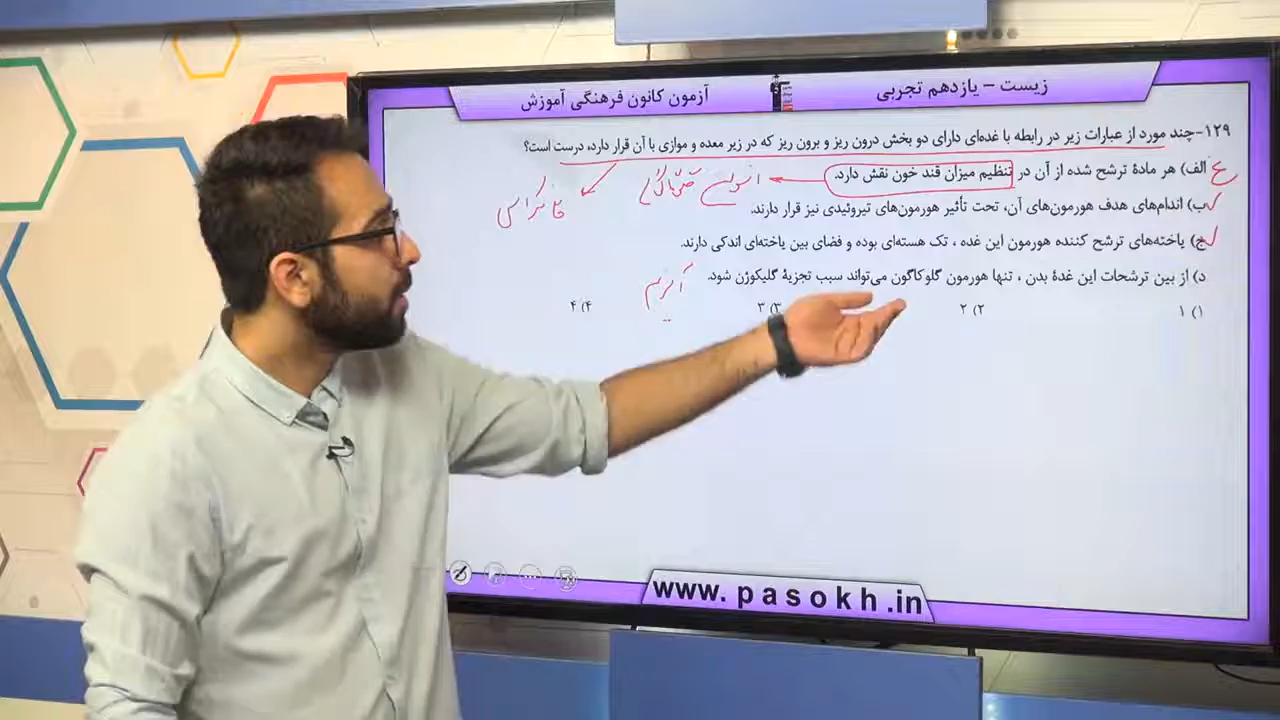 زیست – یازدهم تجربی
آزمون کانون فرهنگی آموزش
۱۲۹-چند مورد از عبارات زیر در رابطه با غده‌ای دارای دو بخش درون ریز و برون ریز که در زیر معده و موازی با آن قرار دارد، درست است؟
الف) هر مادهٔ ترشح شده از آن در تنظیم میزان قند خون نقش دارد.
ب) اندام‌های هدف هورمون‌های آن، تحت تأثیر هورمون‌های تیروئیدی نیز قرار دارند.
ج) یاخته‌های ترشح کننده هورمون این غده ، تک هسته‌ای بوده و فضای بین یاخته‌ای اندکی دارند.
د) از بین ترشحات این غدهٔ بدن ، تنها هورمون گلوکاگون می‌تواند سبب تجزیهٔ گلیکوژن شود.
۱) ۱
۲) ۲
۳) ۳
۴) ۴
آنزیم
www.pasokh.in